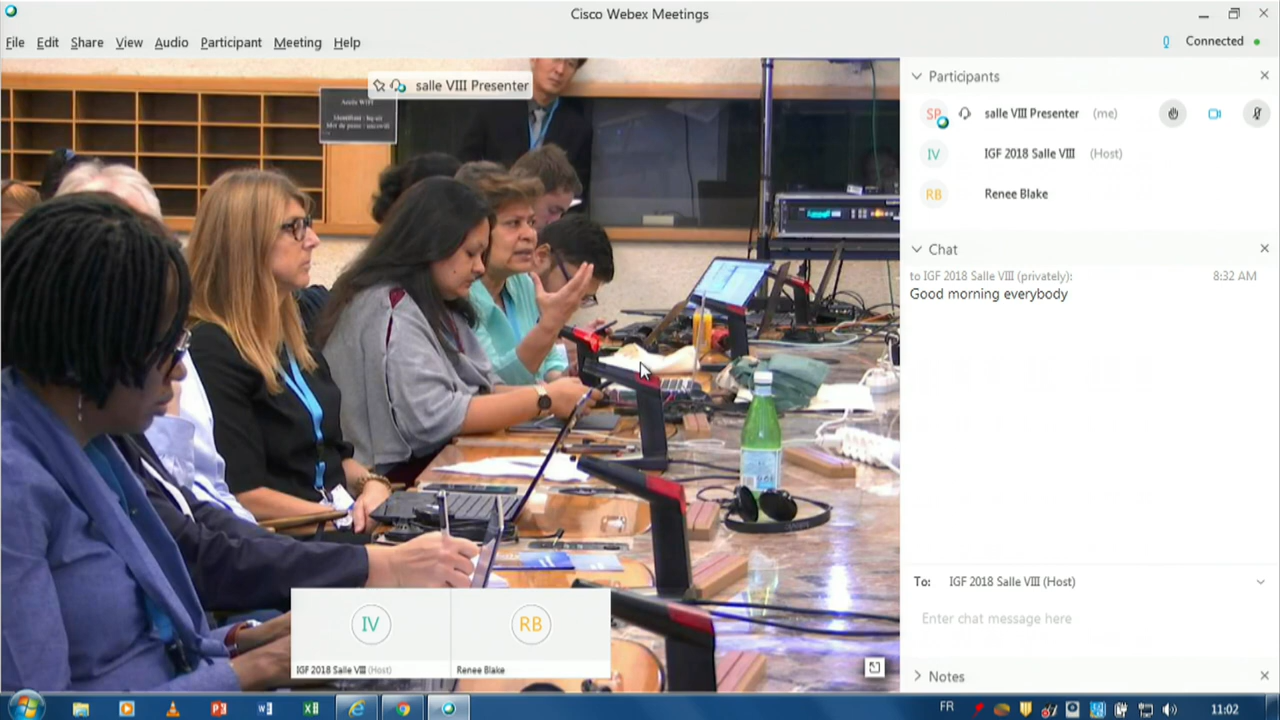 Cisco Webex Meetings
File Edit Share View Audio Participant Meeting Help
Connected
salle VIII Presenter
Accès WIFI
Participants
SP salle VIII Presenter (me)
IV IGF 2018 Salle VIII (Host)
RB Renee Blake
Chat
to IGF 2018 Salle VIII (privately): 8:32 AM
Good morning everybody
To: IGF 2018 Salle VIII (Host)
Enter chat message here
IV
IGF 2018 Salle VIII (Host)
RB
Renee Blake
Notes
FR 11:02